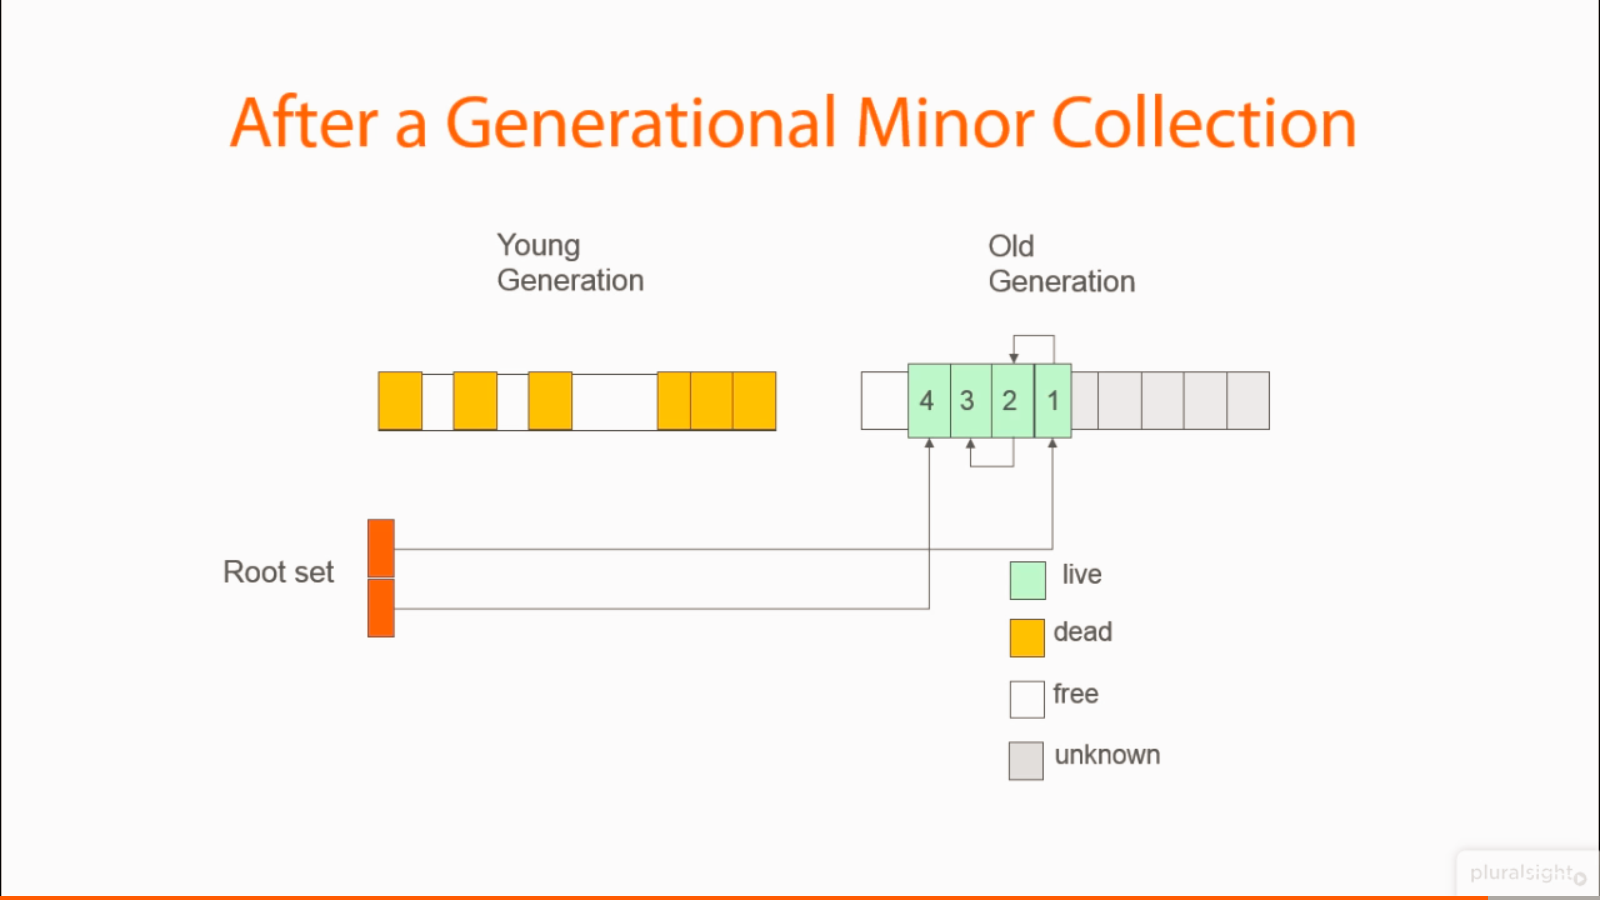 After a Generational Minor Collection
Young
Generation
Old
Generation
4 3 2 1
Root set
live
dead
free
unknown
pluralsight